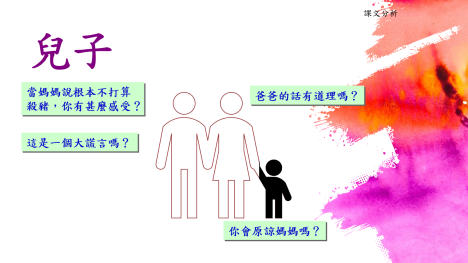 課文分析
兒子
當媽媽說根本不打算
殺豬，你有甚麼感受？
爸爸的話有道理嗎？
這是一個大謊言嗎？
你會原諒媽媽嗎？